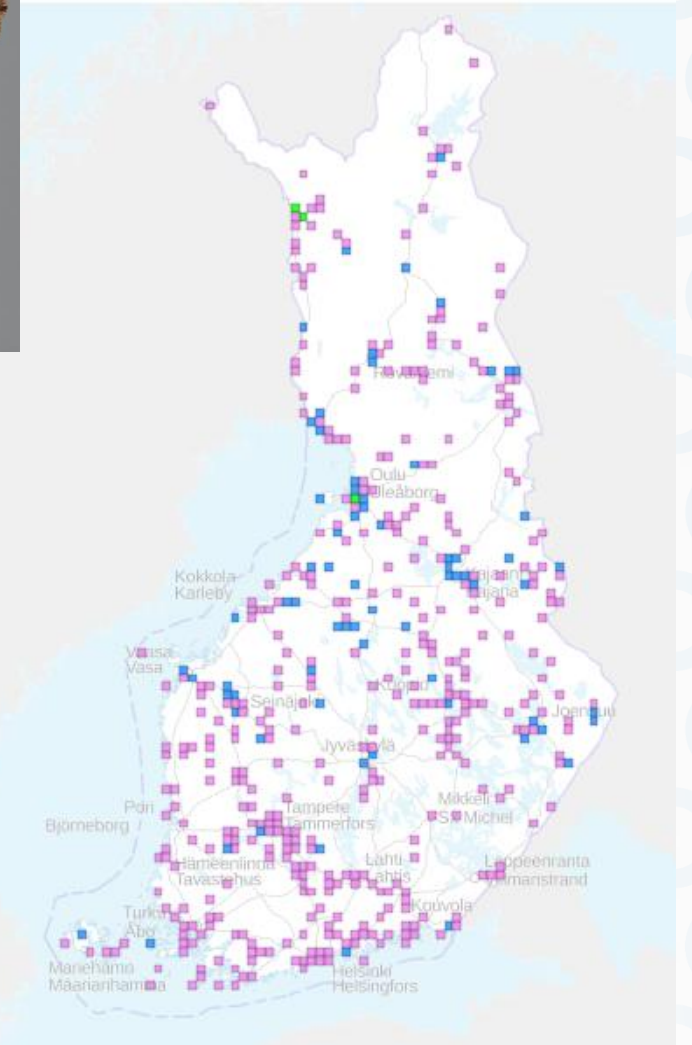 Rovaniemi
Oulu
Uleåborg
Kokkola
Karleby
Kajaani
Kajana
Vaasa
Vasa
Kuopio
Seinäjoki
Joensuu
Jyväskylä
Pori
Björneborg
Tampere
Tammerfors
Mikkeli
S:t Michel
Hämeenlinna
Tavastehus
Lahti
Lahtis
Lappeenranta
Villmanstrand
Kouvola
Turku
Åbo
Mariehamn
Maarianhamina
Helsinki
Helsingfors